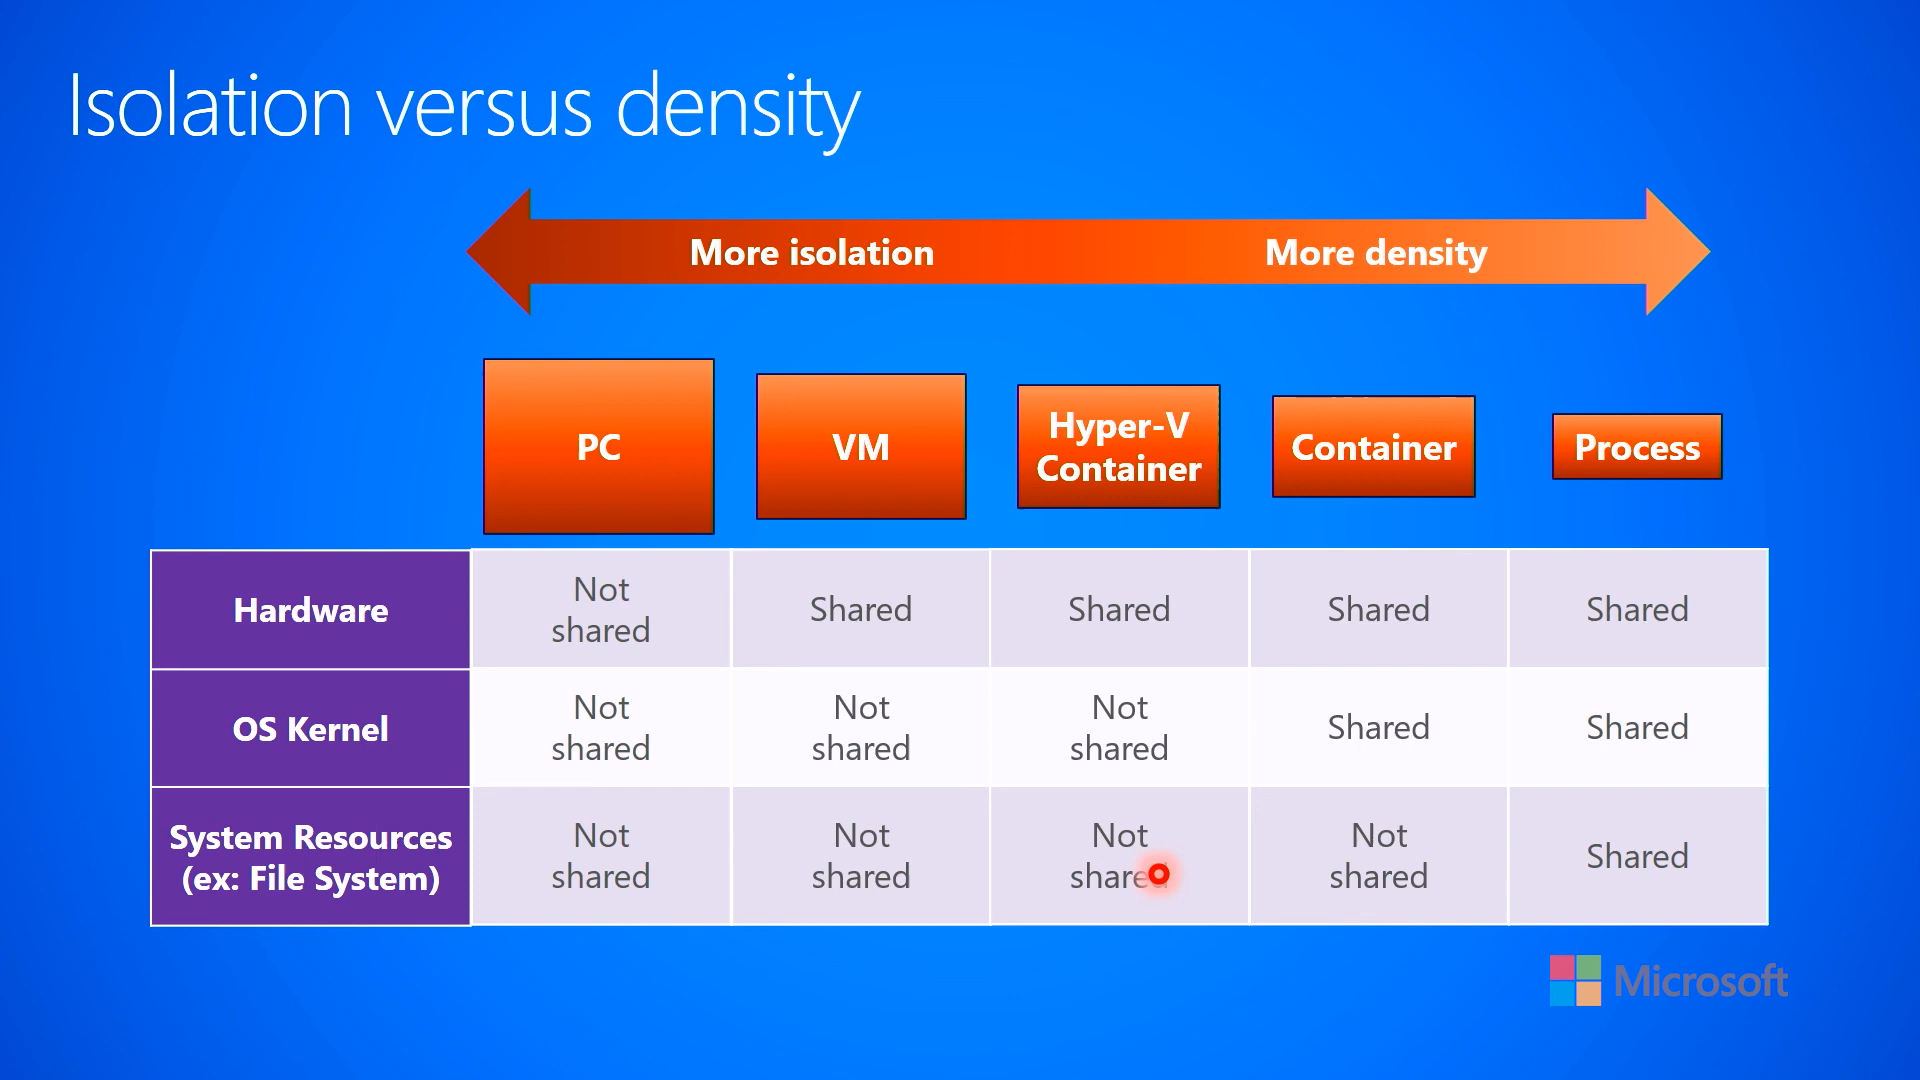 Isolation versus density
More isolation
More density
PC
VM
Hyper-V
Container
Container
Process
Hardware
Not
shared
Shared
Shared
Shared
Shared
OS Kernel
Not
shared
Not
shared
Not
shared
Shared
Shared
System Resources
(ex: File System)
Not
shared
Not
shared
Not
shared
Not
shared
Shared
Microsoft